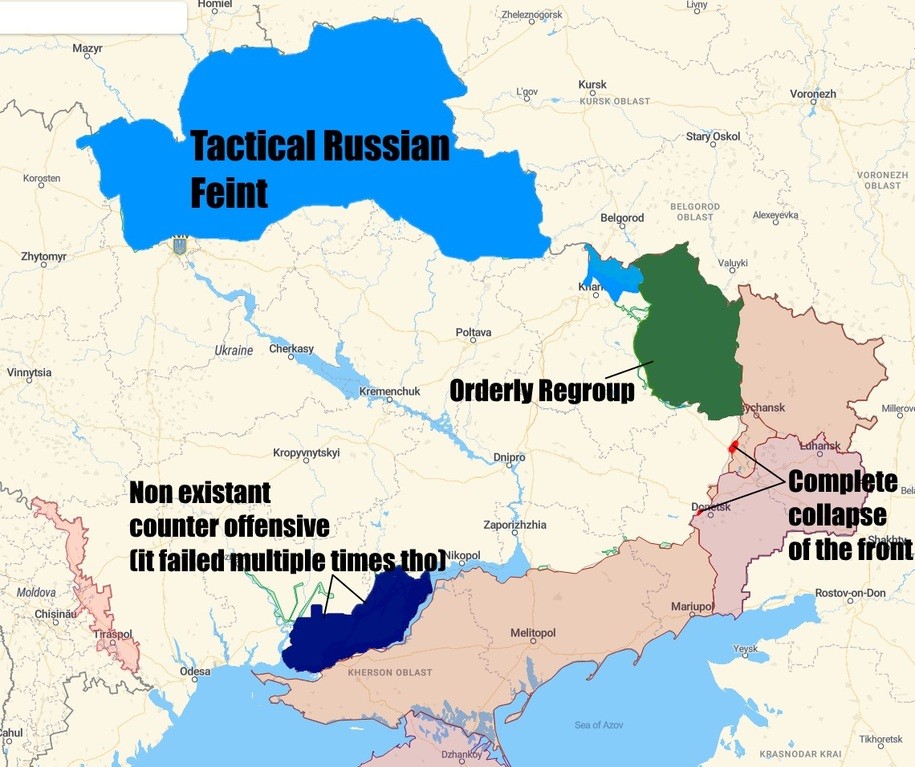 Homiel
Zheleznogorsk
Livny
Mazyr
L'gov
Kursk
KURSK OBLAST
Voronezh
Tactical Russian
Feint
Stary Oskol
Korosten
VORONEZH
OBLAST
BELGOROD
OBLAST
Belgorod
Alexeyevka
Zhytomyr
Valuyki
Khar
Poltava
Ukraine
Cherkasy
Vinnytsia
Orderly Regroup
Kremenchuk
ychansk
Millerov
Luhansk
Kropyvnytskyi
Dnipro
Non existant
counter offensive
(it failed multiple times tho)
Complete
collapse
of the front
Donetsk
Zaporizhzhia
Nikopol
Shakhty
Moldova
Chișinău
Tiraspol
Mariupol
Rostov-on-Don
Melitopol
Yeysk
Odesa
KHERSON OBLAST
Sea of Azov
Cahul
Dzhankoy
Tikhoretsk
KRASNODAR KRAI